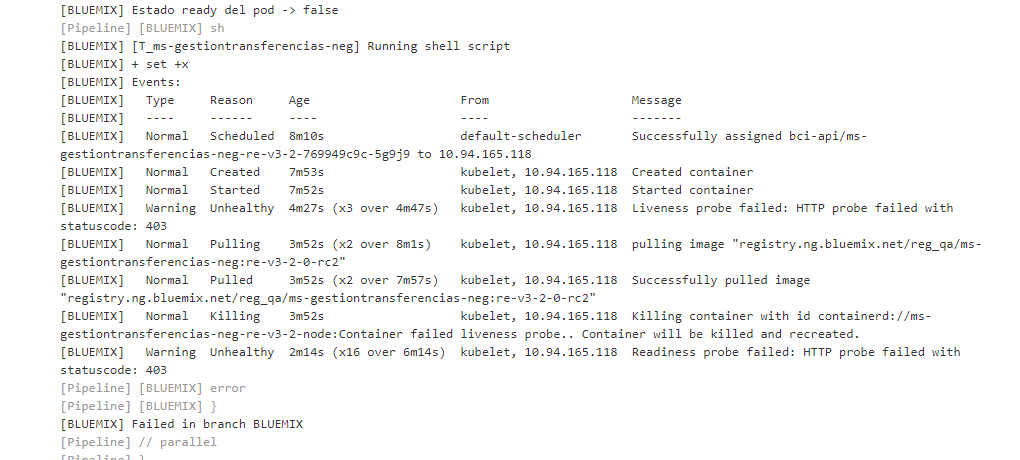 [BLUEMIX] Estado ready del pod -> false
[Pipeline] [BLUEMIX] sh
[BLUEMIX] [T_ms-gestiontransferencias-neg] Running shell script
[BLUEMIX] + set +x
[BLUEMIX] Events:
[BLUEMIX]   Type     Reason     Age                    From                    Message
[BLUEMIX]   ----     ------     ----                   ----                    -------
[BLUEMIX]   Normal   Scheduled  8m10s                  default-scheduler       Successfully assigned bci-api/ms-
gestiontransferencias-neg-re-v3-2-769949c9c-5g9j9 to 10.94.165.118
[BLUEMIX]   Normal   Created    7m53s                  kubelet, 10.94.165.118  Created container
[BLUEMIX]   Normal   Started    7m52s                  kubelet, 10.94.165.118  Started container
[BLUEMIX]   Warning  Unhealthy  4m27s (x3 over 4m47s)  kubelet, 10.94.165.118  Liveness probe failed: HTTP probe failed with
statuscode: 403
[BLUEMIX]   Normal   Pulling    3m52s (x2 over 8m1s)   kubelet, 10.94.165.118  pulling image "registry.ng.bluemix.net/reg_qa/ms-
gestiontransferencias-neg:re-v3-2-0-rc2"
[BLUEMIX]   Normal   Pulled     3m52s (x2 over 7m57s)  kubelet, 10.94.165.118  Successfully pulled image
"registry.ng.bluemix.net/reg_qa/ms-gestiontransferencias-neg:re-v3-2-0-rc2"
[BLUEMIX]   Normal   Killing    3m52s                  kubelet, 10.94.165.118  Killing container with id containerd://ms-
gestiontransferencias-neg-re-v3-2-node:Container failed liveness probe.. Container will be killed and recreated.
[BLUEMIX]   Warning  Unhealthy  2m14s (x16 over 6m14s)  kubelet, 10.94.165.118  Readiness probe failed: HTTP probe failed with
statuscode: 403
[Pipeline] [BLUEMIX] error
[Pipeline] [BLUEMIX] }
[BLUEMIX] Failed in branch BLUEMIX
[Pipeline] // parallel
[Pipeline] }